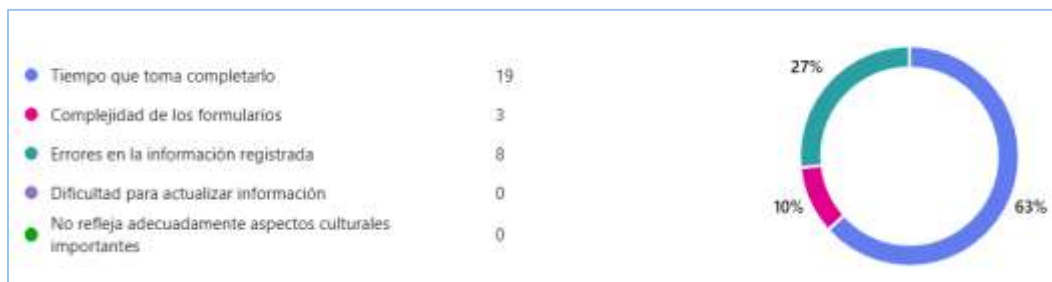 Tiempo que toma completarlo 19
Complejidad de los formularios 3
Errores en la información registrada 8
Dificultad para actualizar información 0
No refleja adecuadamente aspectos culturales
importantes 0
27%
10%
63%